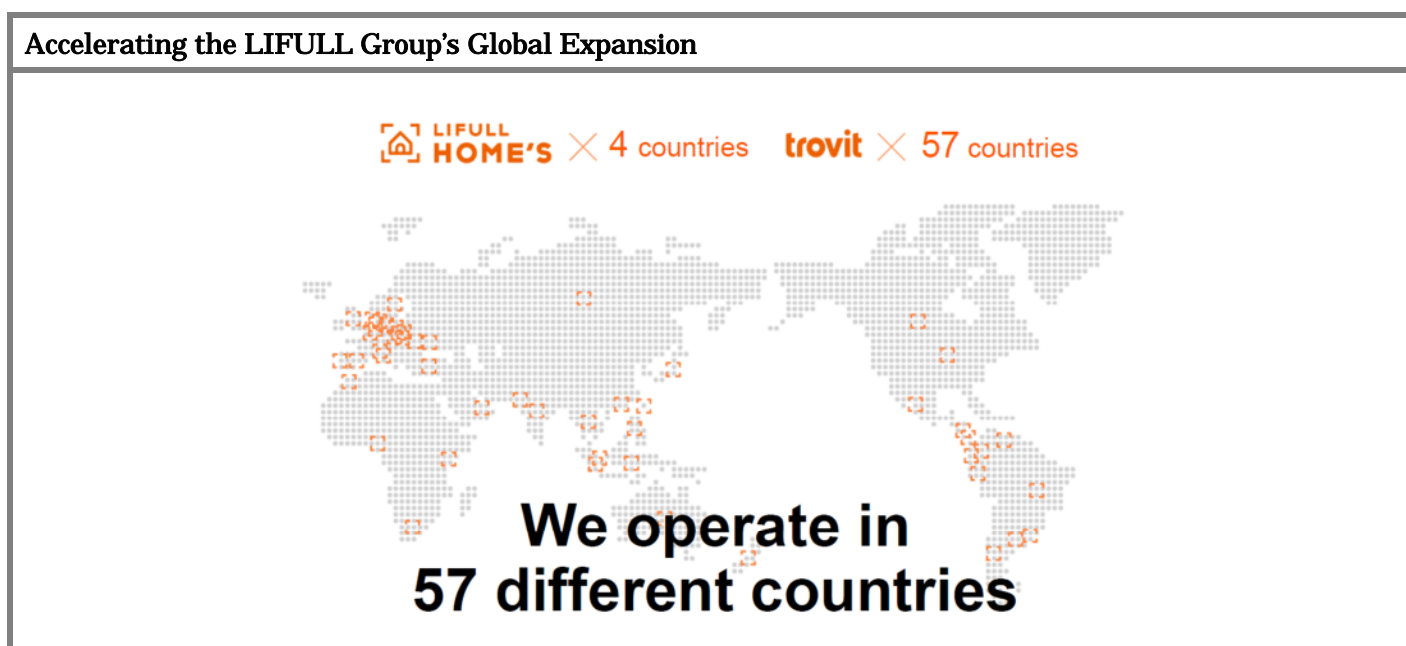 Accelerating the LIFULL Group's Global Expansion
LIFULL HOME'S × 4 countries trovit × 57 countries
We operate in
57 different countries